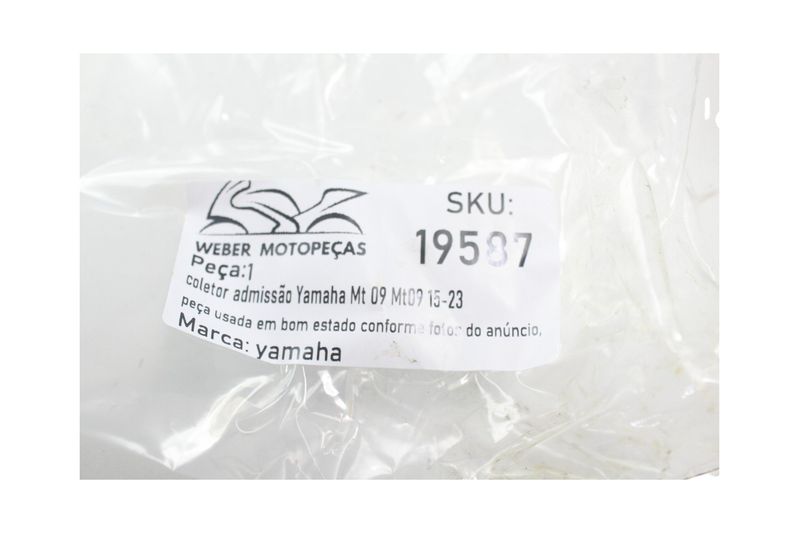 WEBER MOTOPEÇAS
SKU:
19587
Peça:1
coletor admissão Yamaha Mt 09 Mt09 15-23
peça usada em bom estado conforme fotos do anúncio,
Marca: yamaha